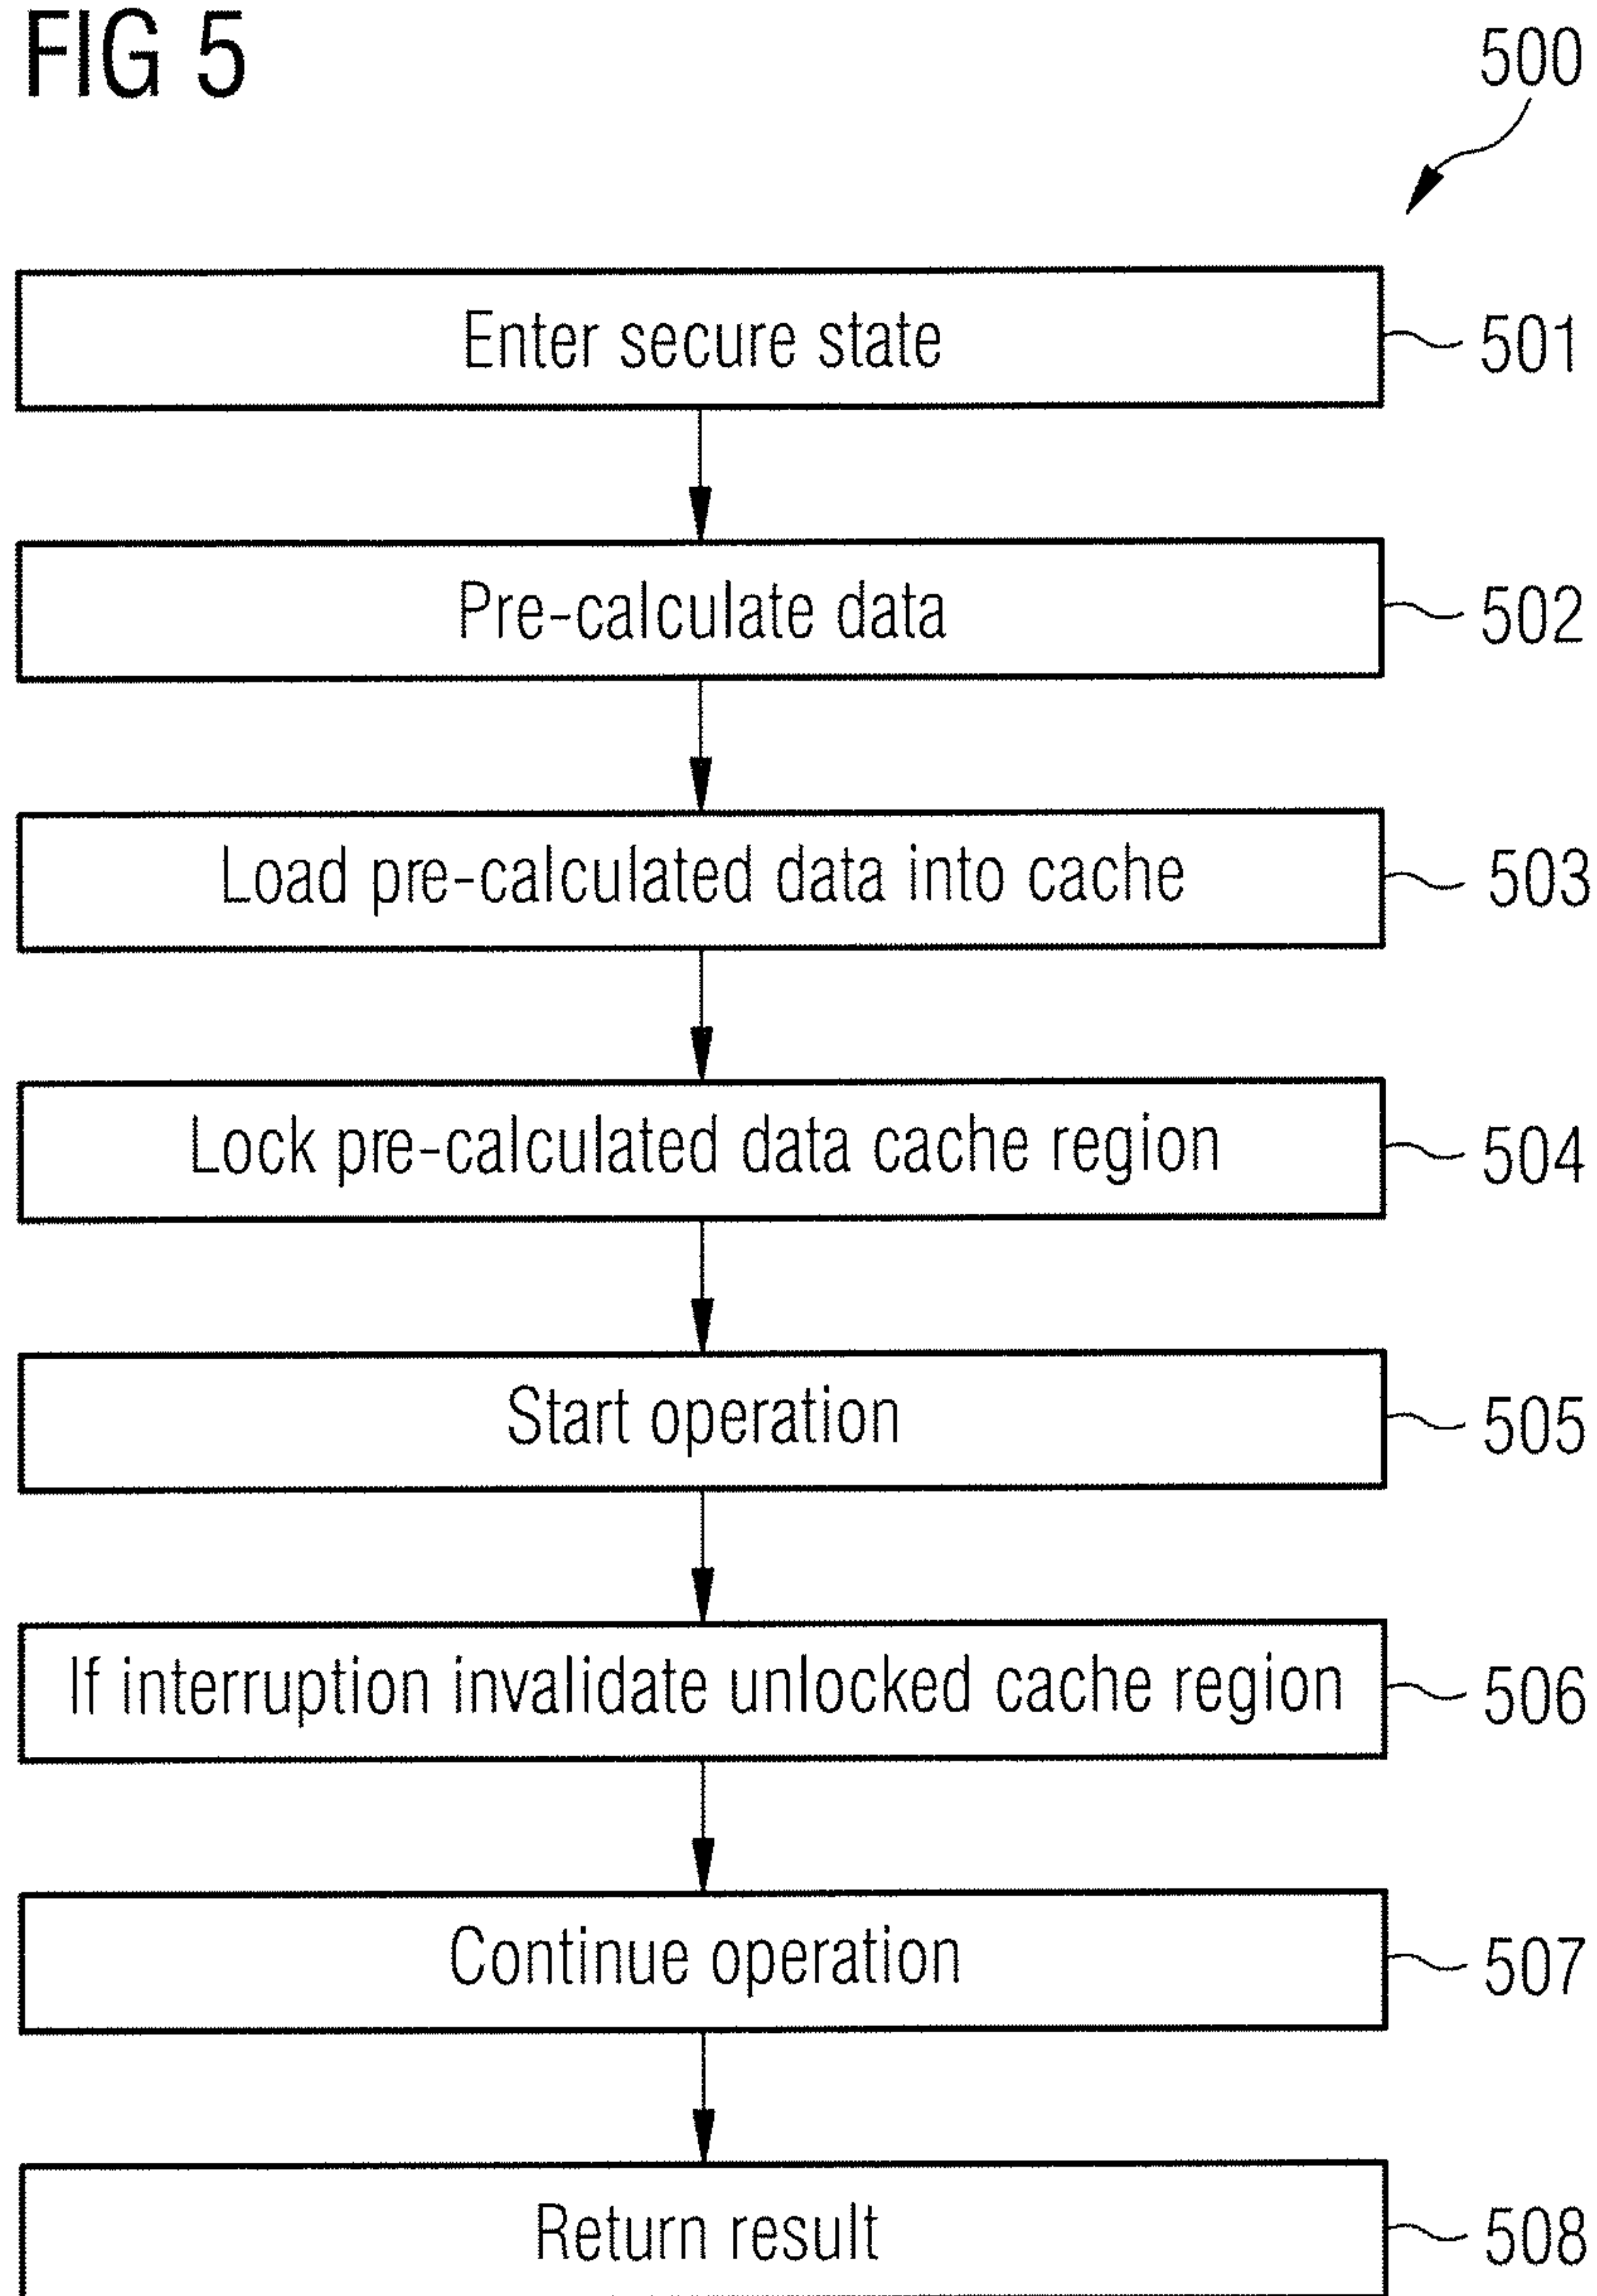 FIG 5
500
Enter secure state
501
Pre-calculate data
502
Load pre-calculated data into cache
503
Lock pre-calculated data cache region
504
Start operation
505
If interruption invalidate unlocked cache region
506
Continue operation
507
Return result
508